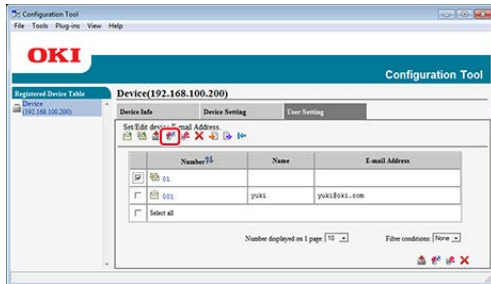 Configuration Tool
File Tools Plug-ins View Help
OKI
Configuration Tool
Registered Device Table
Device
(192.168.100.200)
Device(192.168.100.200)
Device Info Device Setting User Setting
Set/Edit device E-mail Address.
Number Name E-mail Address
01
001 yuki yuki@oki.com
Select all
Number displayed on 1 page: 10 Filter conditions: None